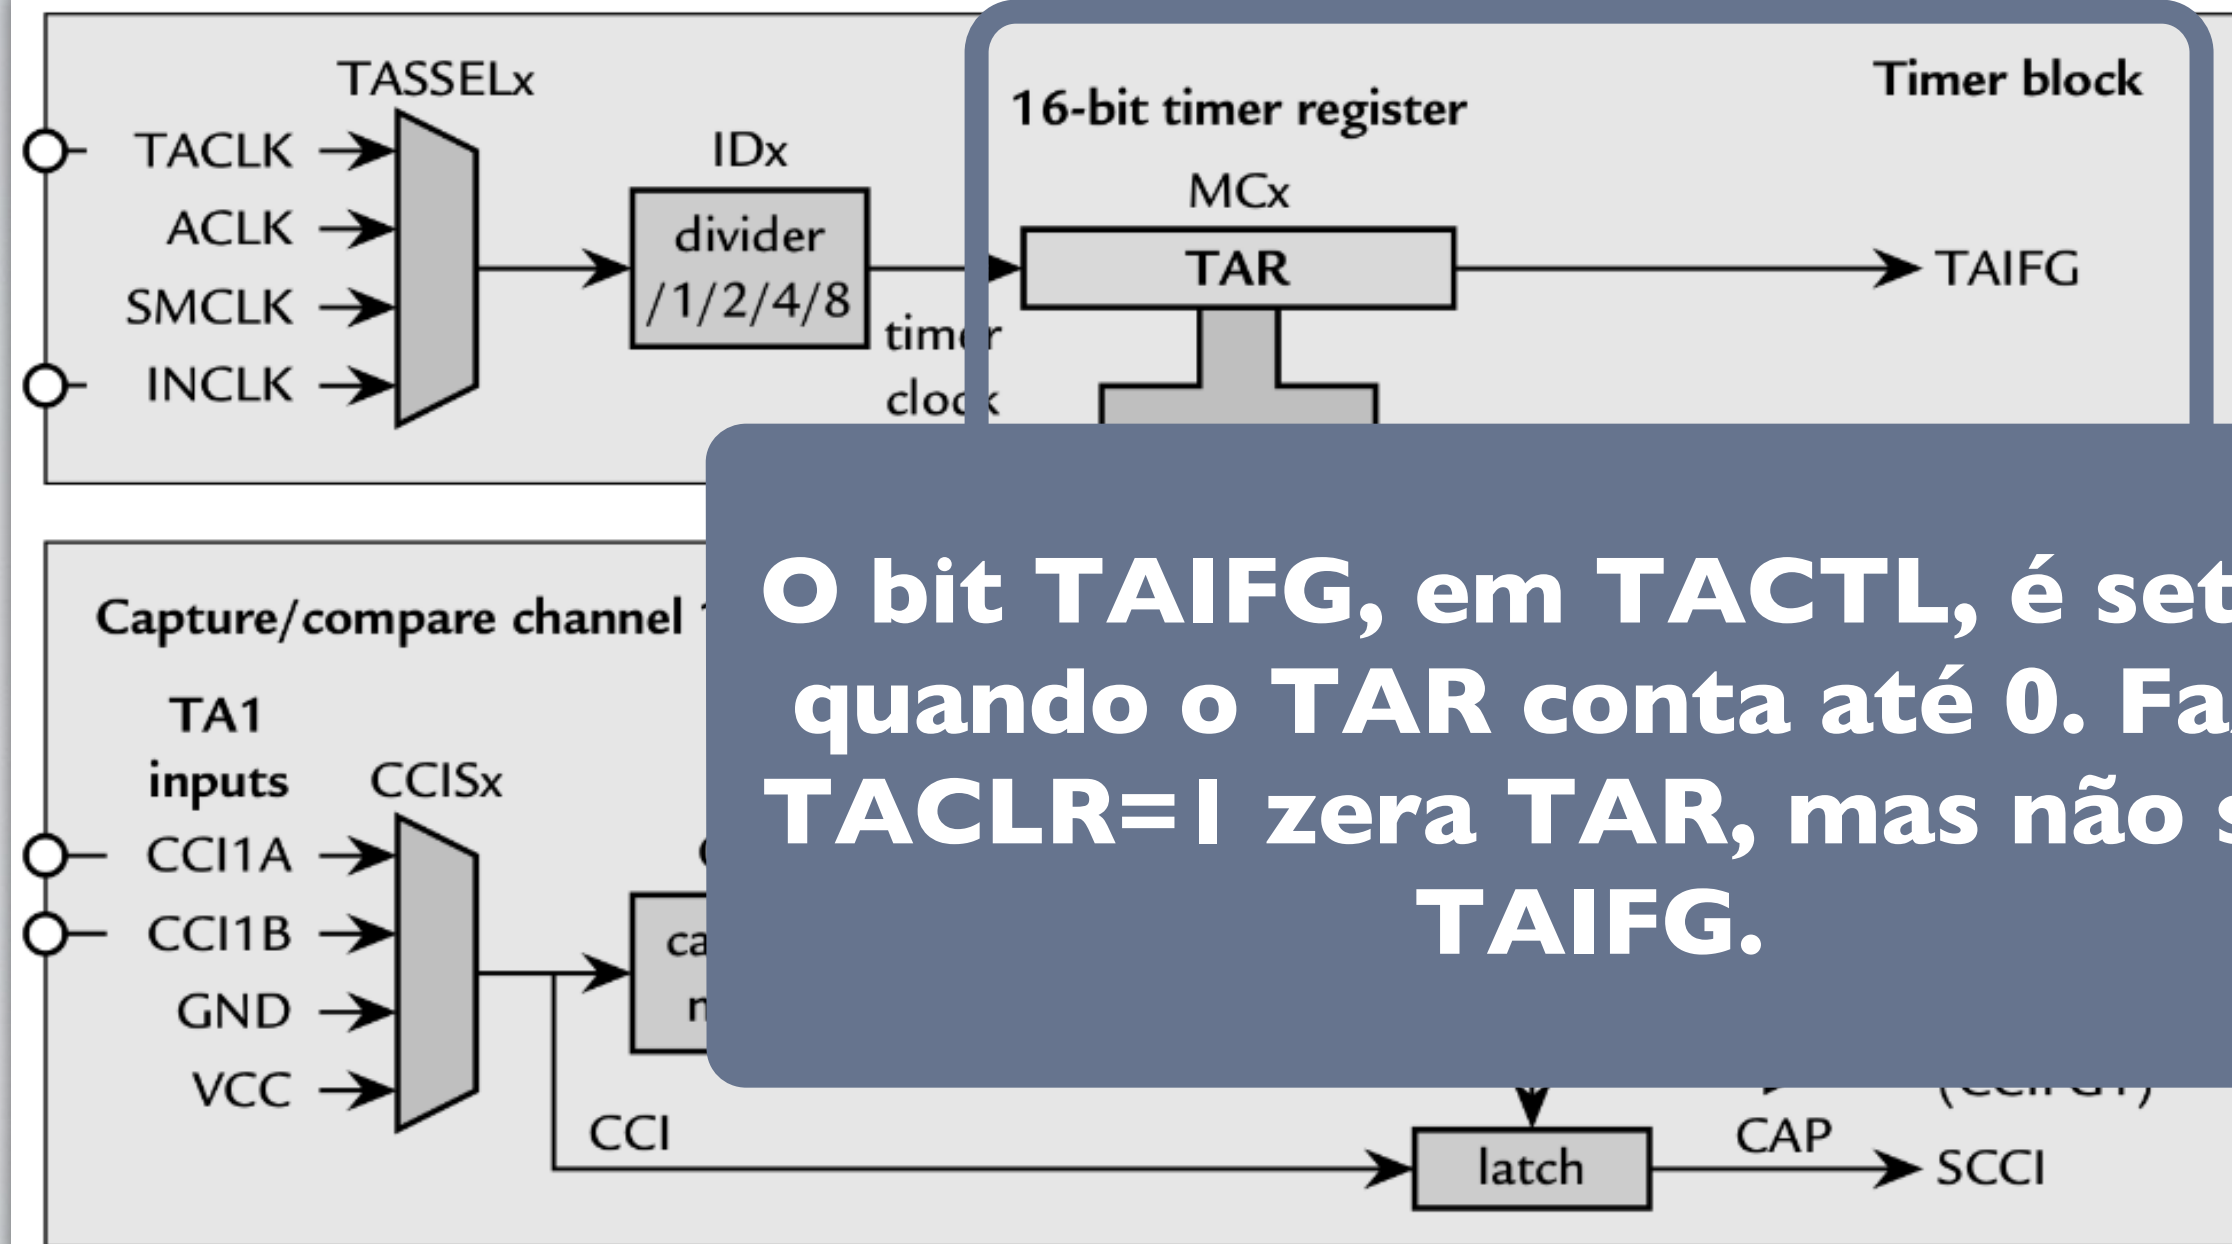 TASSELx
Timer block
16-bit timer register
TACLK
IDx
MCx
ACLK
divider
/1/2/4/8
TAR
TAIFG
SMCLK
timer
INCLK
clock
Capture/compare channel
O bit TAIFG, em TACTL, é
quando o TAR conta até 0.
TACLR=1 zera TAR, mas não
TAIFG.
TA1
inputs
CCISx
CCI1A
CCI1B
GND
VCC
CCI
CAP
latch
SCCI